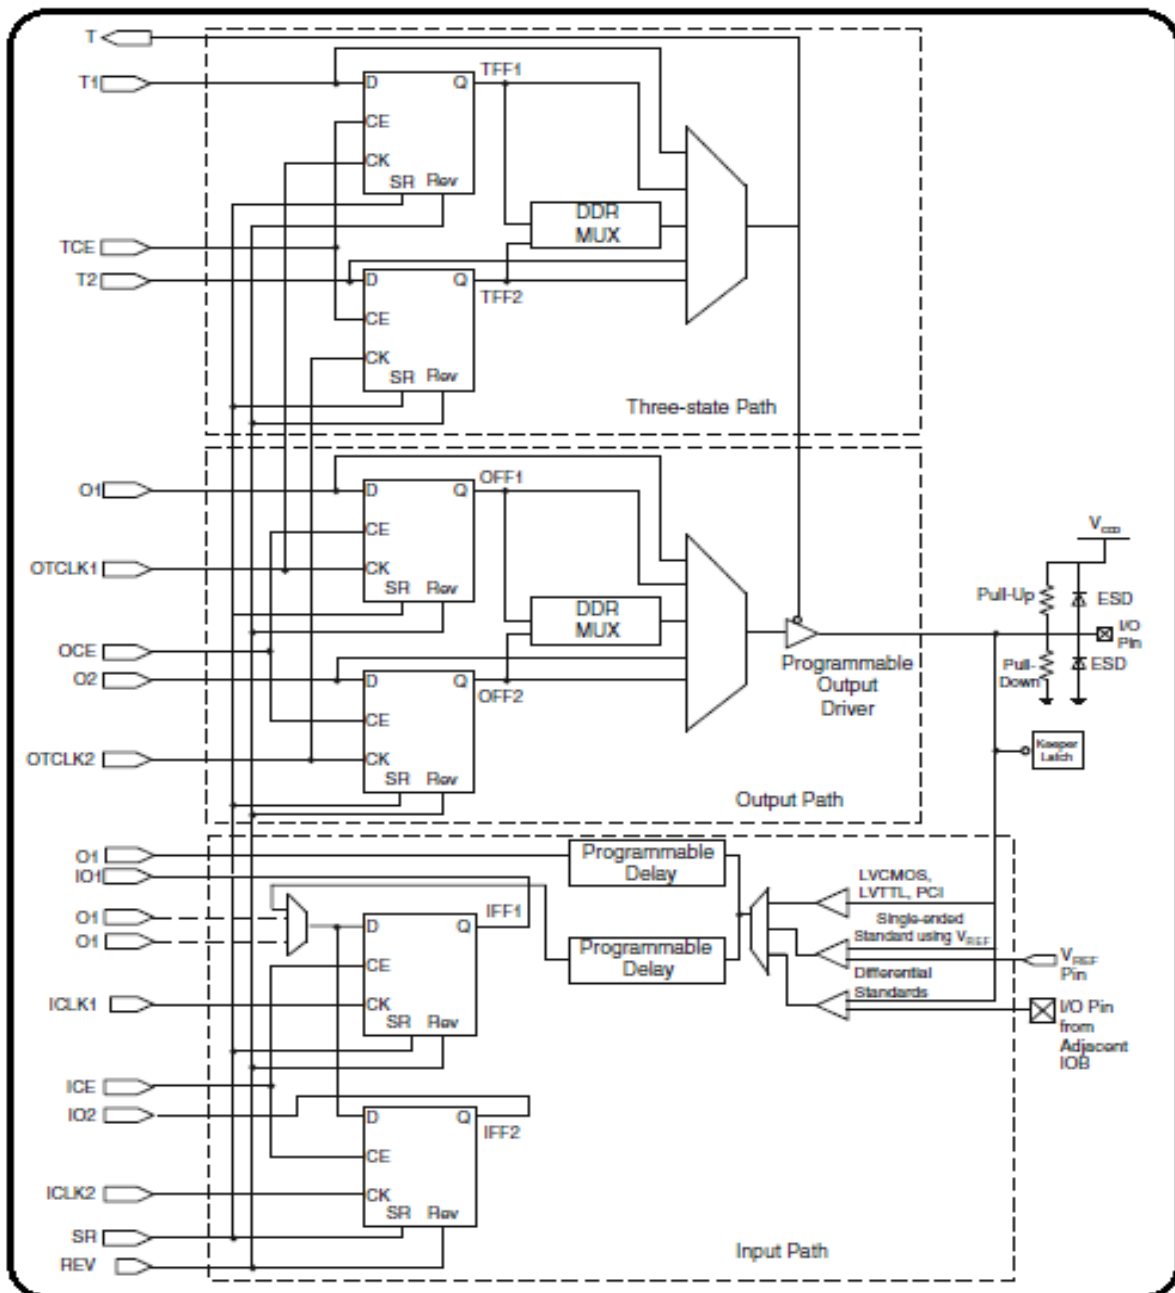 T
T1
D
Q
TFF1
CE
CK
SR Rev
DDR
MUX
TCE
T2
D
Q
TFF2
CE
CK
SR Rev
Three-state Path
O1
D
Q
OFF1
CE
OTCLK1
CK
SR Rev
DDR
MUX
OCE
O2
D
Q
OFF2
CE
OTCLK2
CK
SR Rev
Programmable
Output
Driver
Output Path
Pull-Up
ESD
I/O
Pin
Pull-
Down
ESD
Keeper
Latch
O1
IO1
O1
O1
Programmable
Delay
Programmable
Delay
LVCMOS,
LVTTL, PCI
Single-ended
Standard using VREF
Differential
Standards
VREF
Pin
I/O Pin
from
Adjacent
IOB
D
Q
IFF1
CE
ICLK1
CK
SR Rev
ICE
IO2
D
Q
IFF2
CE
ICLK2
CK
SR Rev
SR
REV
Input Path